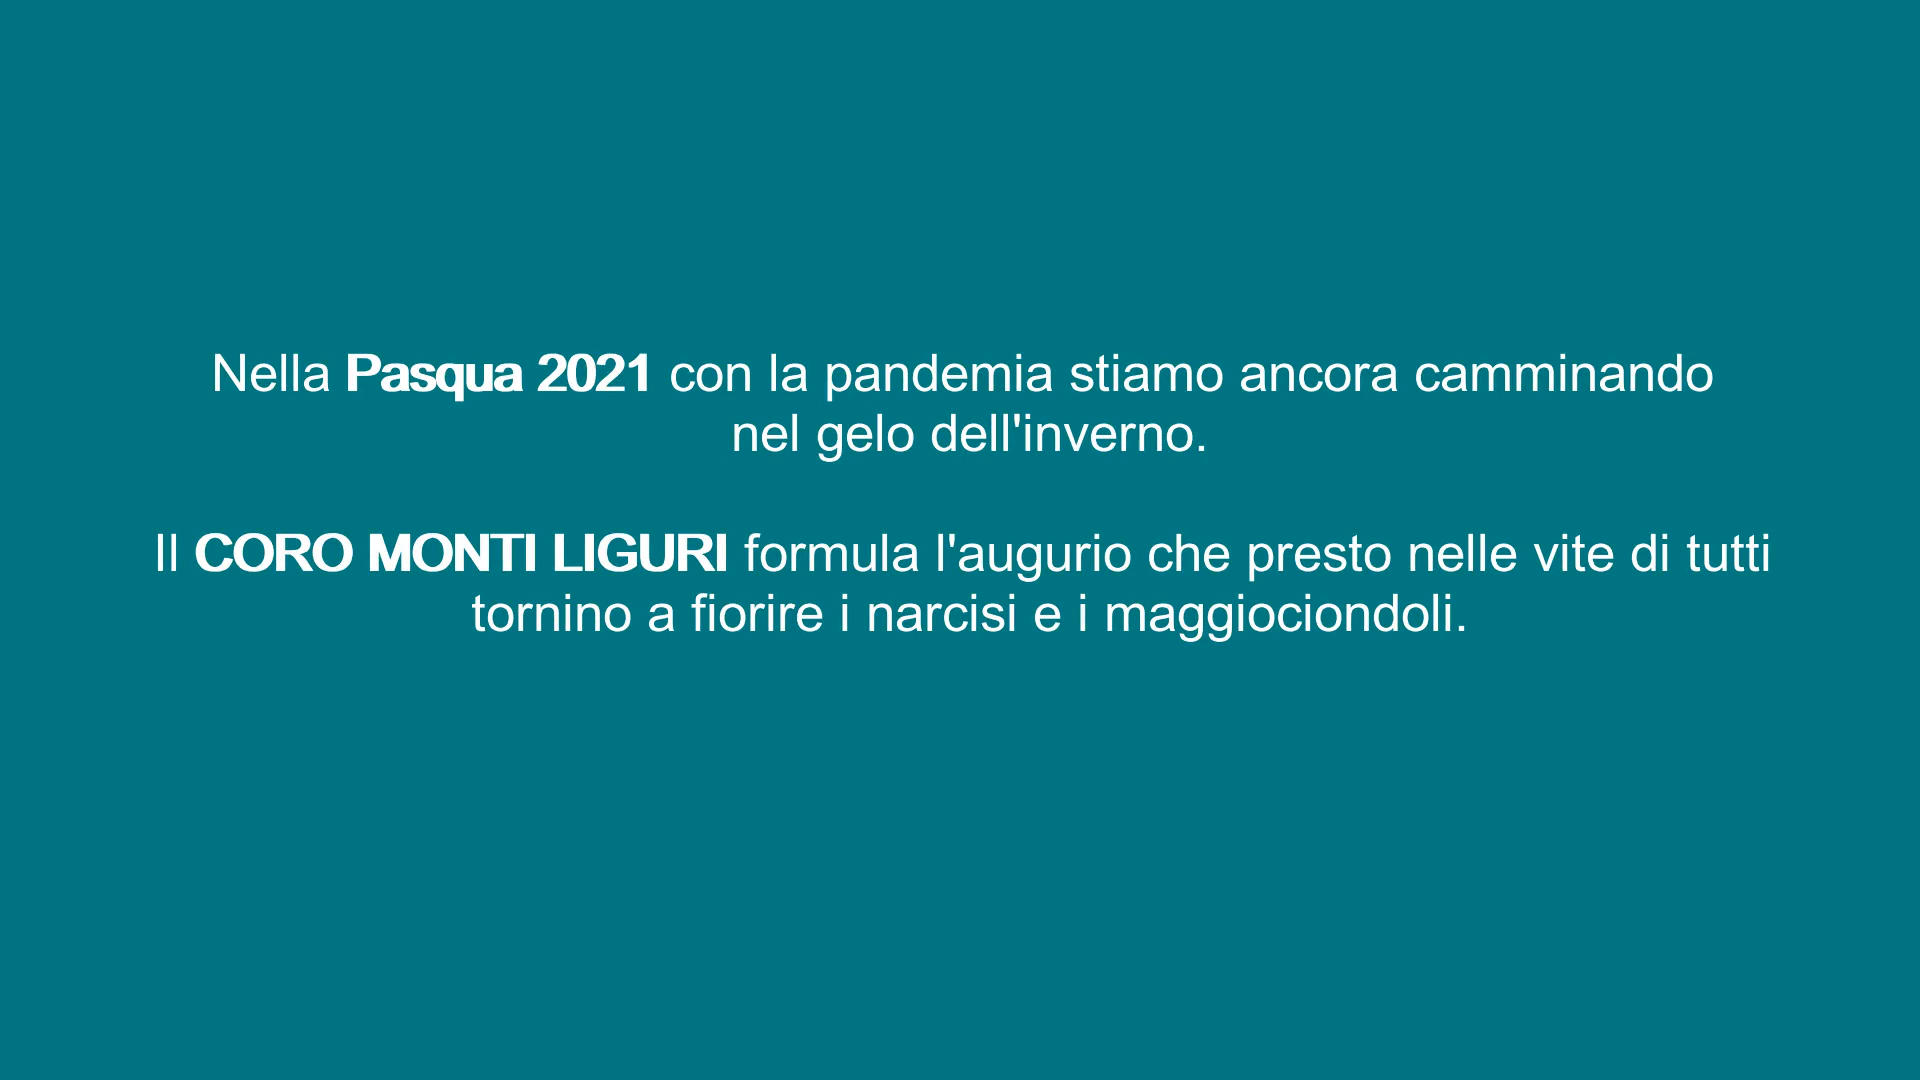 Nella Pasqua 2021 con la pandemia stiamo ancora camminando
nel gelo dell'inverno.
Il CORO MONTI LIGURI formula l'augurio che presto nelle vite di tutti
tornino a fiorire i narcisi e i maggiociondoli.